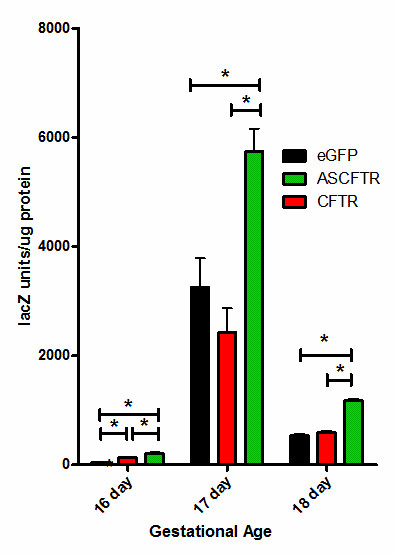 8000
6000
4000
2000
0
lacZ units/ug protein
eGFP
ASCFTR
CFTR
* * *
* *
* *
16 day
17 day
18 day
Gestational Age